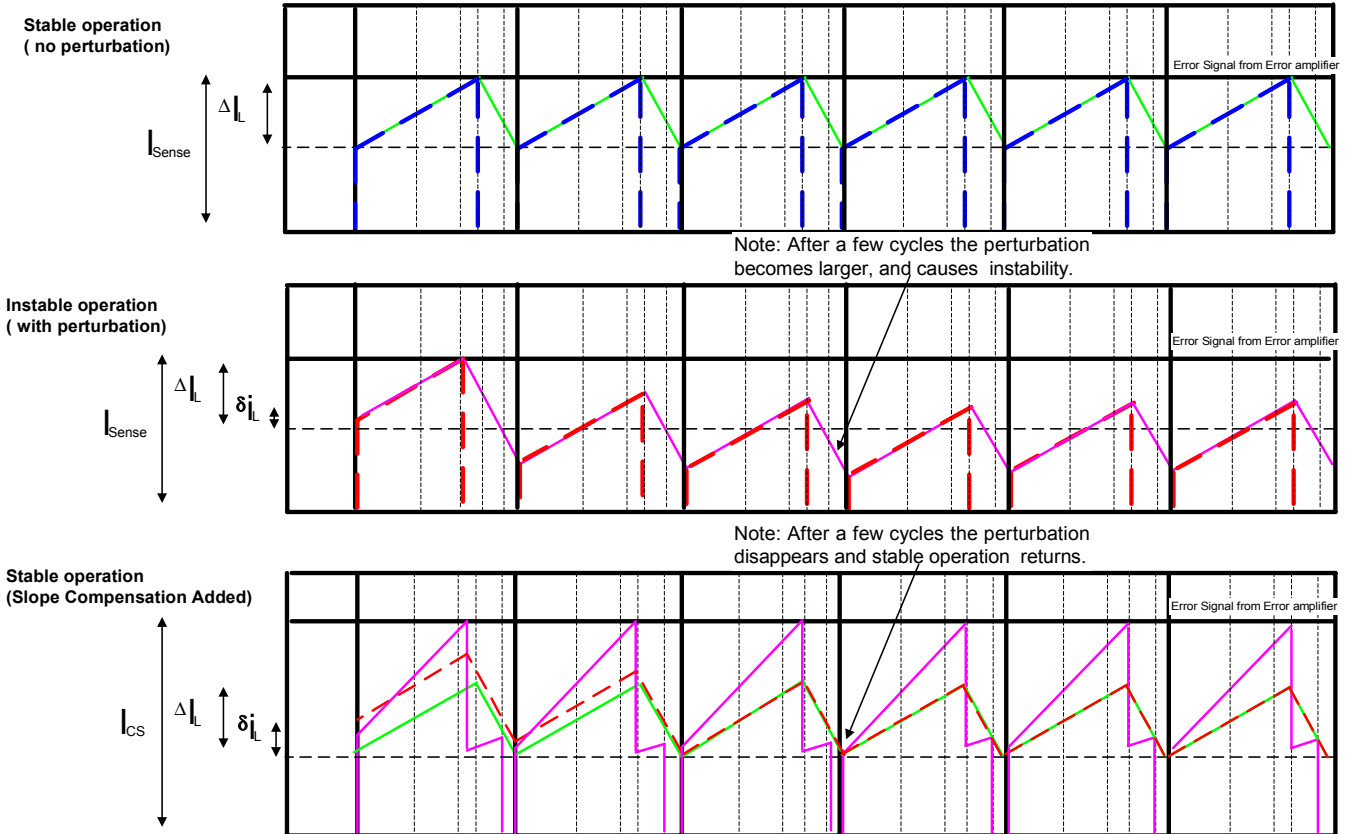 Stable operation
( no perturbation)
Error Signal from Error amplifier
ΔIL
ISense
Note: After a few cycles the perturbation
becomes larger, and causes instability.
Instable operation
( with perturbation)
Error Signal from Error amplifier
ΔIL
δiL
ISense
Note: After a few cycles the perturbation
disappears and stable operation returns.
Stable operation
(Slope Compensation Added)
Error Signal from Error amplifier
ΔIL
δiL
ICS